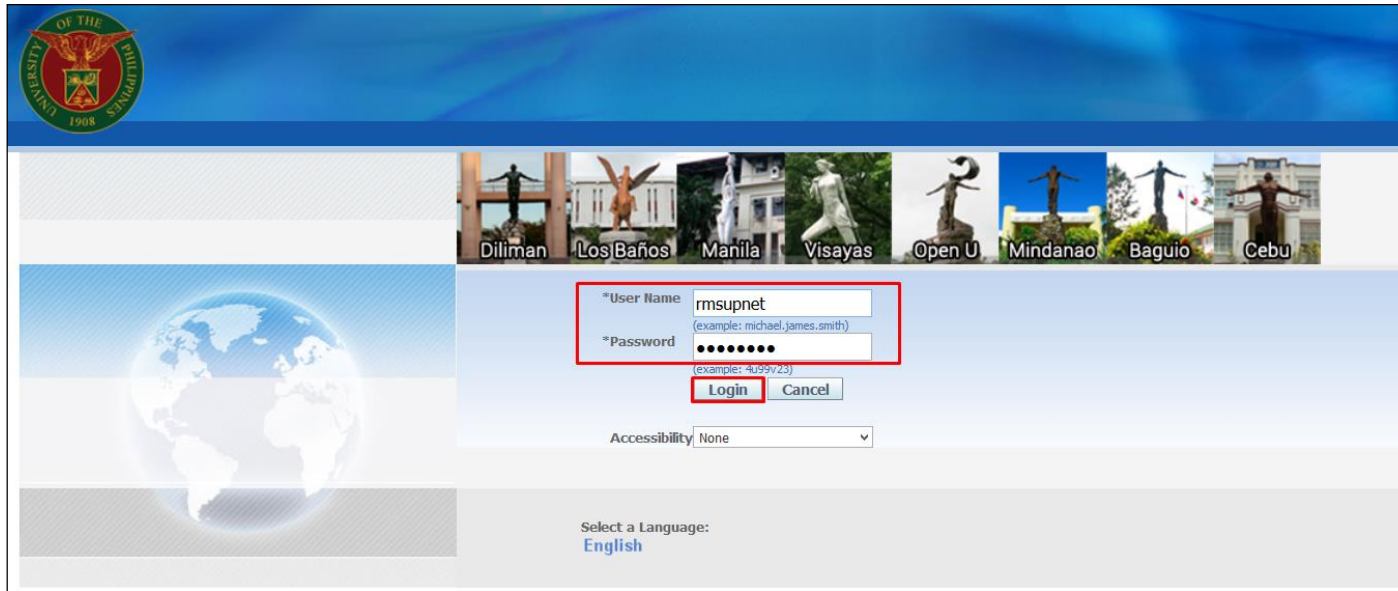 UNIVERSITY OF THE PHILIPPINES
1908
Diliman Los Baños Manila Visayas Open U Mindanao Baguio Cebu
*User Name rmsupnet
(example: michael.james.smith)
*Password ●●●●●●●●
(example: 4u99v23)
Login Cancel
Accessibility None
Select a Language:
English